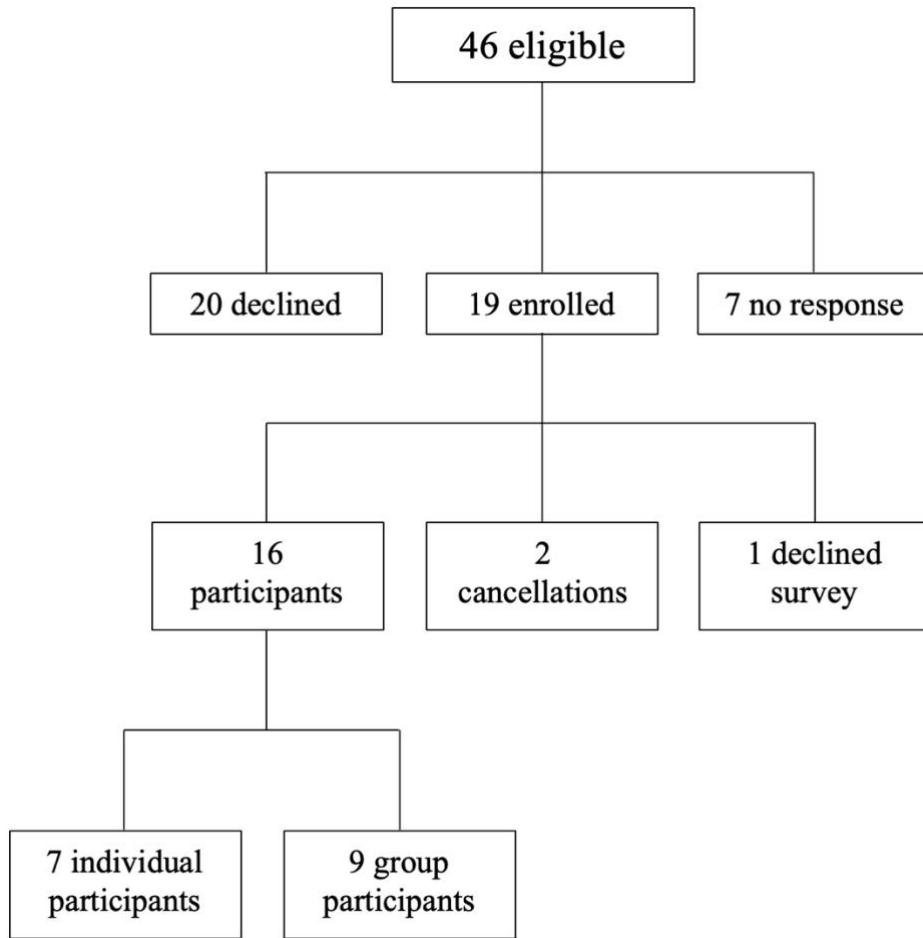 46 eligible
20 declined
19 enrolled
7 no response
16
participants
2
cancellations
1 declined
survey
7 individual
participants
9 group
participants